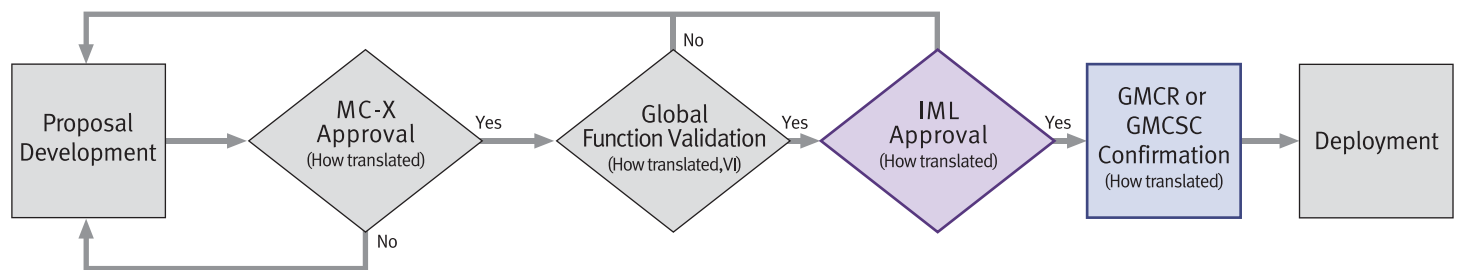 Proposal
Development
MC-X
Approval
(How translated)
Yes
No
Global
Function Validation
(How translated,VI)
Yes
No
IML
Approval
(How translated)
Yes
GMCR or
GMCSC
Confirmation
(How translated)
Deployment